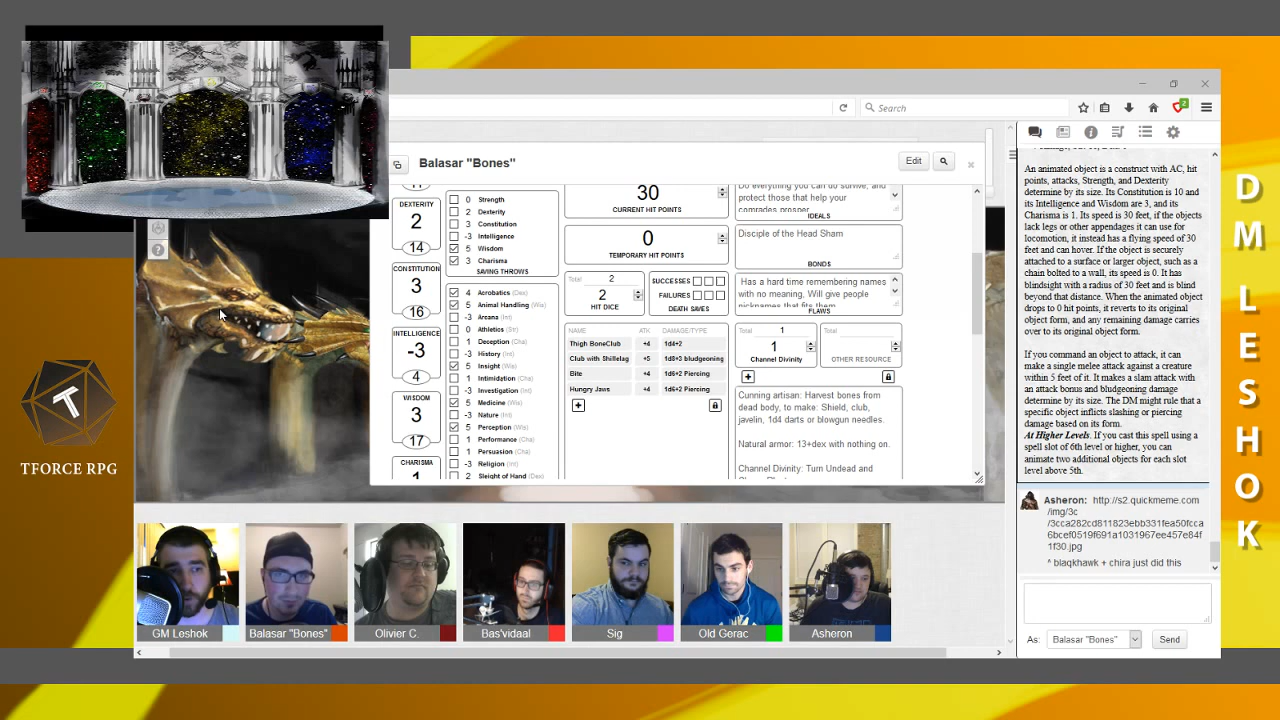 Search
2
Balasar "Bones"
Edit
DEXTERITY
2
14
CONSTITUTION
3
16
INTELLIGENCE
-3
4
WISDOM
3
17
CHARISMA
0 Strength
2 Dexterity
3 Constitution
-3 Intelligence
5 Wisdom
3 Charisma
SAVING THROWS
4 Acrobatics (Dex)
5 Animal Handling (Wis)
-3 Arcana (Int)
0 Athletics (Str)
1 Deception (Cha)
-3 History (Int)
5 Insight (Wis)
1 Intimidation (Cha)
-3 Investigation (Int)
5 Medicine (Wis)
-3 Nature (Int)
5 Perception (Wis)
1 Performance (Cha)
1 Persuasion (Cha)
-3 Religion (Int)
2 Sleight of Hand (Dex)
30
CURRENT HIT POINTS
0
TEMPORARY HIT POINTS
Total 2
2
HIT DICE
SUCCESSES
FAILURES
DEATH SAVES
NAME ATK DAMAGE/TYPE
Thigh BoneClub +4 1d4+2
Club with Shillelag +5 1d8+3 bludgeoning
Bite +4 1d6+2 Piercing
Hungry Jaws +4 1d6+2 Piercing
Do everything you can do survive, and
protect those that help your
comrades prosper
IDEALS
Disciple of the Head Sham
BONDS
Has a hard time remembering names
with no meaning, Will give people
nicknames that fits them
FLAWS
Total 1
1
Channel Divinity
Total
OTHER RESOURCE
Cunning artisan: Harvest bones from
dead body, to make: Shield, club,
javelin, 1d4 darts or blowgun needles.
Natural armor: 13+dex with nothing on.
Channel Divinity: Turn Undead and
An animated object is a construct with AC, hit
points, attacks, Strength, and Dexterity
determine by its size. Its Constitution is 10 and
its Intelligence and Wisdom are 3, and its
Charisma is 1. Its speed is 30 feet, if the objects
lack legs or other appendages it can use for
locomotion, it instead has a flying speed of 30
feet and can hover. If the object is securely
attached to a surface or larger object, such as a
chain bolted to a wall, its speed is 0. It has
blindsight with a radius of 30 feet and is blind
beyond that distance. When the animated object
drops to 0 hit points, it reverts to its original
object form, and any remaining damage carries
over to its original object form.
If you command an object to attack, it can
make a single melee attack against a creature
within 5 feet of it. It makes a slam attack with
an attack bonus and bludgeoning damage
determine by its size. The DM might rule that a
specific object inflicts slashing or piercing
damage based on its form.
At Higher Levels. If you cast this spell using a
spell slot of 6th level or higher, you can
animate two additional objects for each slot
level above 5th.
Asheron: http://s2.quickmeme.com
/img/3c
/3cca282cd811823ebb331fea50fcca
6bcef0519f691a1031967ee457e84f
1f30.jpg
^ blaqkhawk + chira just did this
As: Balasar "Bones"
Send
T
TFORCE RPG
GM Leshok
Balasar "Bones"
Olivier C.
Bas'vidaal
Sig
Old Gerac
Asheron
DM LESHOK